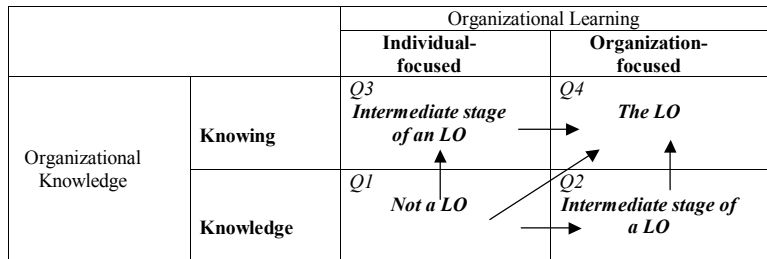 Organizational Learning
Individual-
focused
Organization-
focused
Organizational
Knowledge
Knowing
Q3
Intermediate stage
of an LO
Q4
The LO
Knowledge
Q1
Not a LO
Q2
Intermediate stage of
a LO